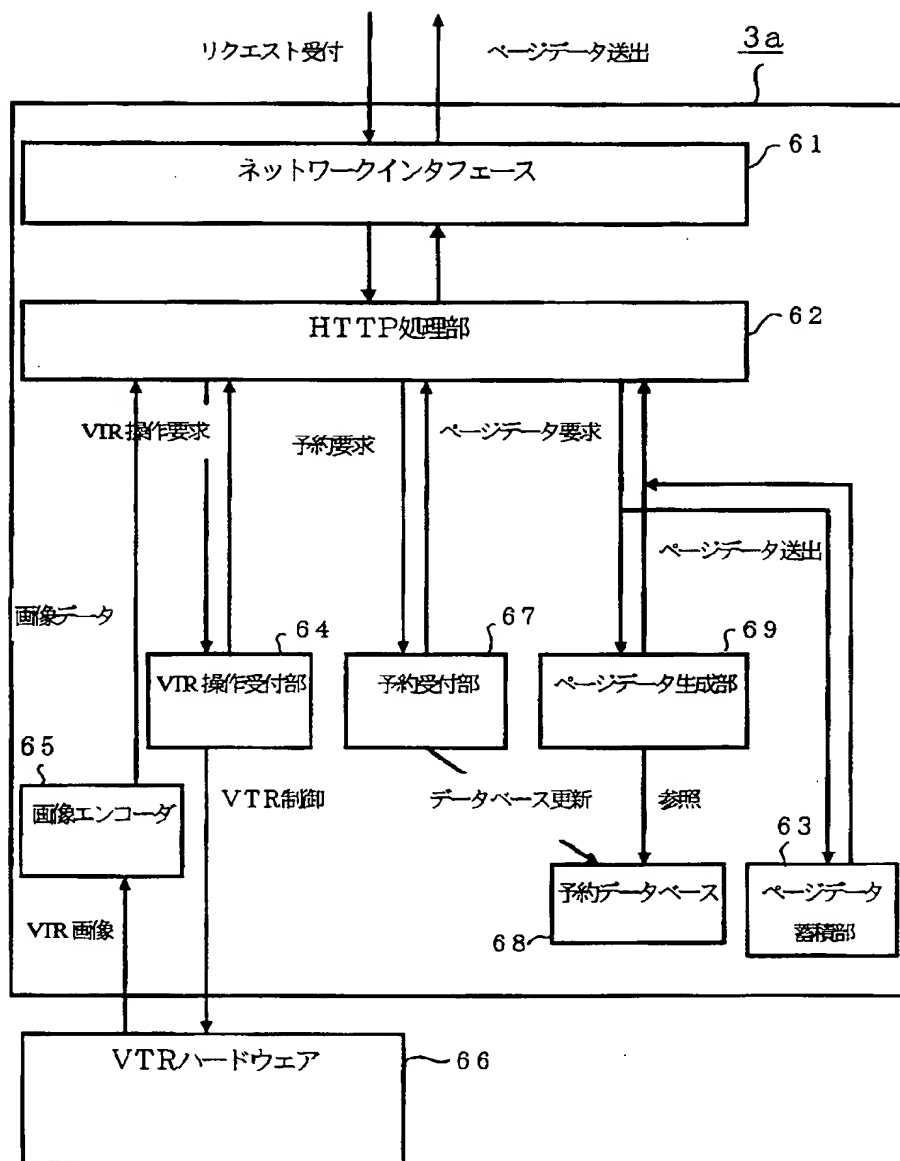 リクエスト受付
ページデータ送出
3a
ネットワークインタフェース
61
HTTP処理部
62
VTR操作要求
予約要求
ページデータ要求
ページデータ送出
画像データ
64
67
69
VTR操作受付部
予約受付部
ページデータ生成部
65
画像エンコーダ
VTR制御
データベース更新
参照
63
予約データベース
ページデータ
蓄積部
68
VTR画像
VTRハードウェア
66